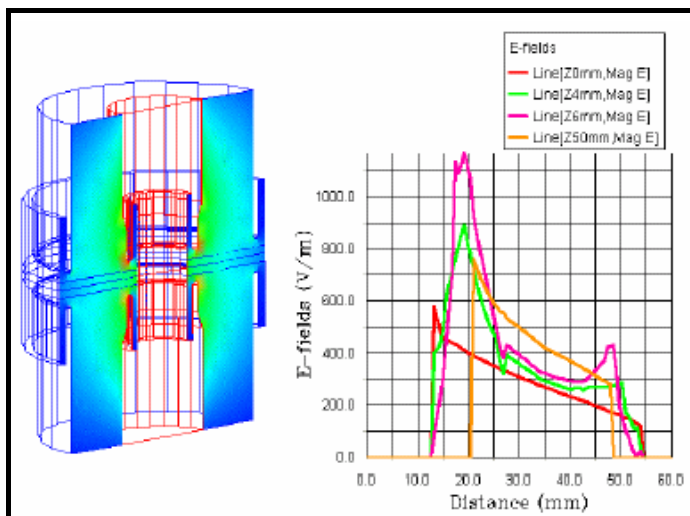 E-fields
Line[Z0mm,Mag E]
Line[Z4mm,Mag E]
Line[Z6mm,Mag E]
Line[Z50mm,Mag E]
1000.0
800.0
600.0
400.0
200.0
0.0
E-fields (V/m)
0.0 10.0 20.0 30.0 40.0 50.0 60.0
Distance (mm)